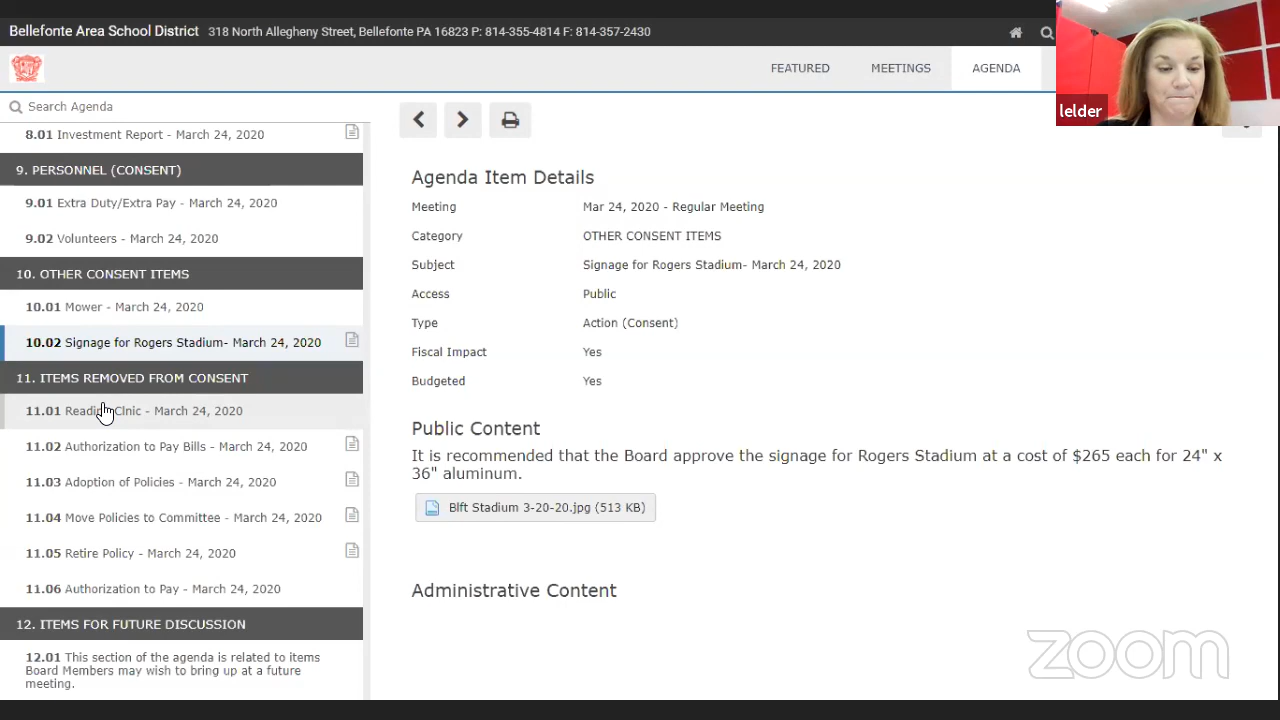 Bellefonte Area School District 318 North Allegheny Street, Bellefonte PA 16823 P: 814-355-4814 F: 814-357-2430
FEATURED MEETINGS AGENDA
lelder
Search Agenda
8.01 Investment Report - March 24, 2020
9. PERSONNEL (CONSENT)
9.01 Extra Duty/Extra Pay - March 24, 2020
9.02 Volunteers - March 24, 2020
10. OTHER CONSENT ITEMS
10.01 Mower - March 24, 2020
10.02 Signage for Rogers Stadium- March 24, 2020
11. ITEMS REMOVED FROM CONSENT
11.01 Reading Clnic - March 24, 2020
11.02 Authorization to Pay Bills - March 24, 2020
11.03 Adoption of Policies - March 24, 2020
11.04 Move Policies to Committee - March 24, 2020
11.05 Retire Policy - March 24, 2020
11.06 Authorization to Pay - March 24, 2020
12. ITEMS FOR FUTURE DISCUSSION
12.01 This section of the agenda is related to items
Board Members may wish to bring up at a future
meeting.
Agenda Item Details
Meeting Mar 24, 2020 - Regular Meeting
Category OTHER CONSENT ITEMS
Subject Signage for Rogers Stadium- March 24, 2020
Access Public
Type Action (Consent)
Fiscal Impact Yes
Budgeted Yes
Public Content
It is recommended that the Board approve the signage for Rogers Stadium at a cost of $265 each for 24" x
36" aluminum.
Blft Stadium 3-20-20.jpg (513 KB)
Administrative Content
zoom